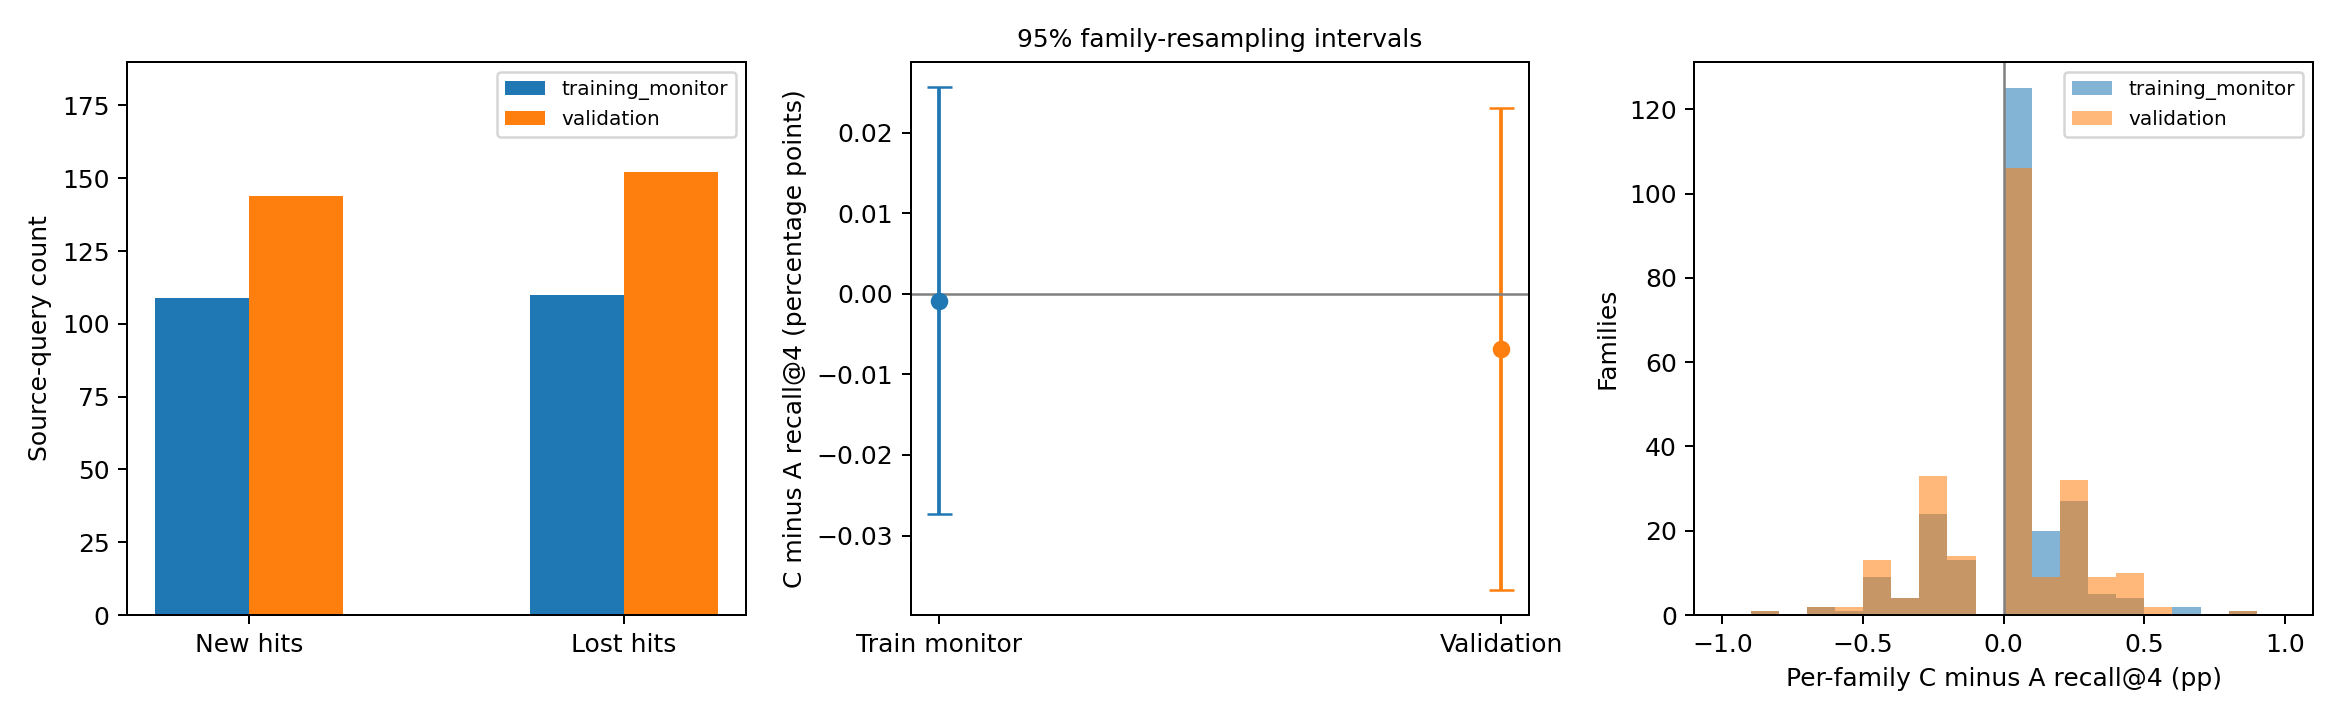 training_monitor
validation
175
150
125
100
75
50
25
0
Source-query count
New hits
Lost hits
95% family-resampling intervals
0.02
0.01
0.00
−0.01
−0.02
−0.03
C minus A recall@4 (percentage points)
Train monitor
Validation
training_monitor
validation
120
100
80
60
40
20
0
Families
−1.0
−0.5
0.0
0.5
1.0
Per-family C minus A recall@4 (pp)